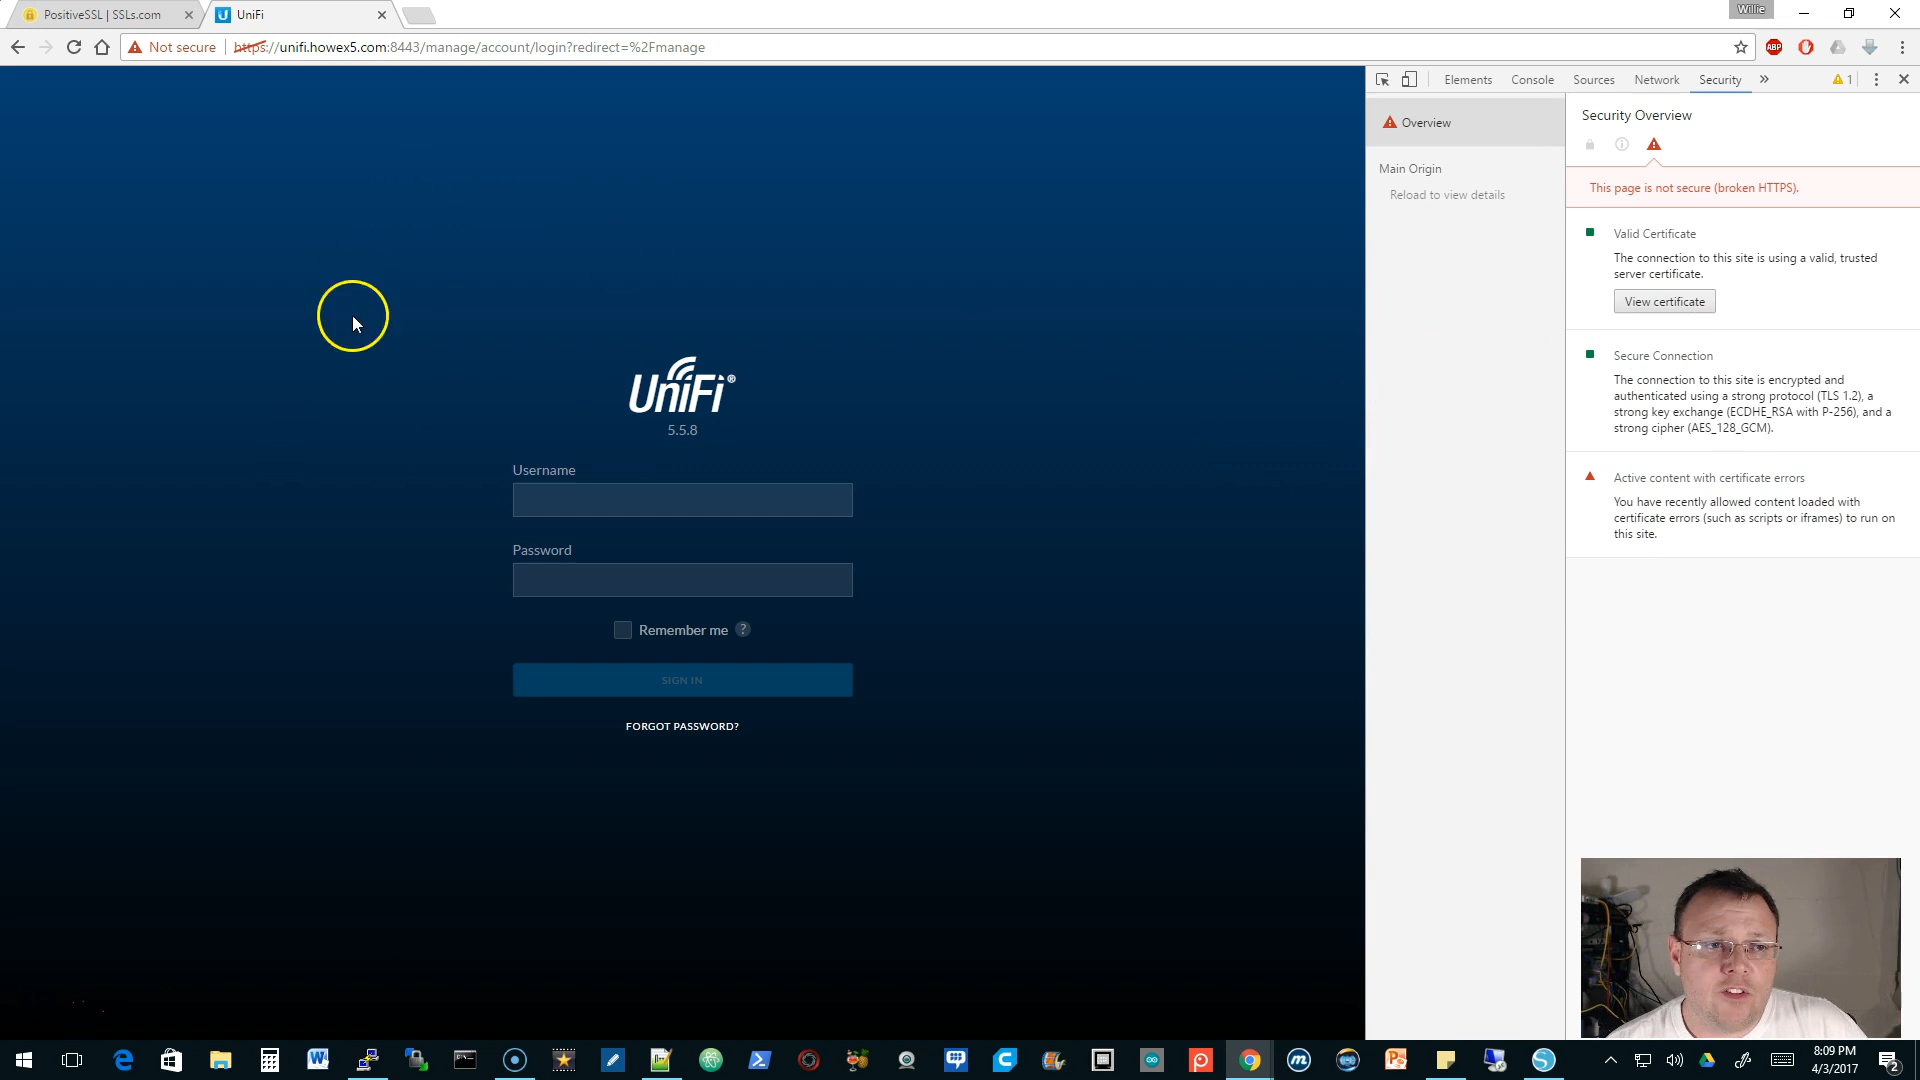 PositiveSSL | SSLs.com
UniFi
Willie
Not secure
https://unifi.howex5.com:8443/manage/account/login?redirect=%2Fmanage
ABP
Elements
Console
Sources
Network
Security
1
Overview
Main Origin
Reload to view details
Security Overview
This page is not secure (broken HTTPS).
Valid Certificate
The connection to this site is using a valid, trusted
server certificate.
View certificate
Secure Connection
The connection to this site is encrypted and
authenticated using a strong protocol (TLS 1.2), a
strong key exchange (ECDHE_RSA with P-256), and a
strong cipher (AES_128_GCM).
Active content with certificate errors
You have recently allowed content loaded with
certificate errors (such as scripts or iframes) to run on
this site.
UniFi®
5.5.8
Username
Password
Remember me ?
SIGN IN
FORGOT PASSWORD?
8:09 PM
4/3/2017
2